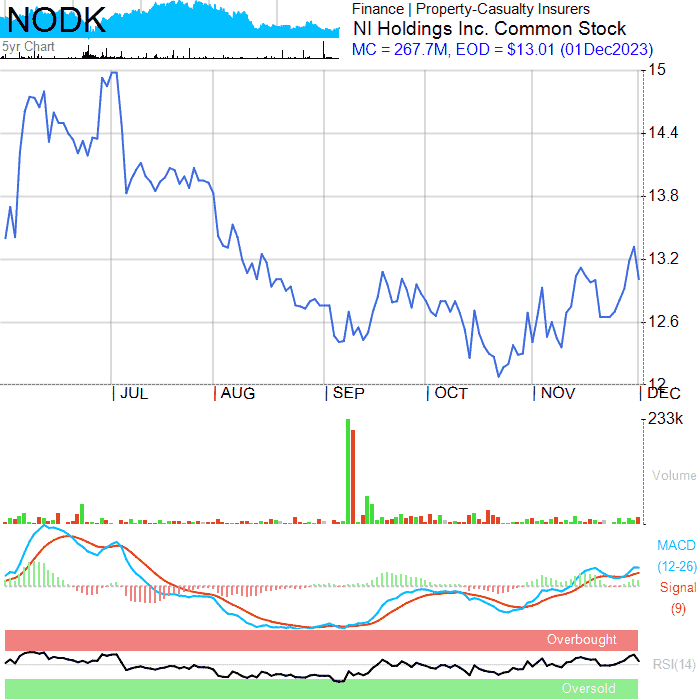 NODK
Finance | Property-Casualty Insurers
NI Holdings Inc. Common Stock
5yr Chart
MC = 267.7M, EOD = $13.01 (01Dec2023)
15
14.4
13.8
13.2
12.6
12
JUL
AUG
SEP
OCT
NOV
DEC
233k
Volume
MACD
(12-26)
Signal
(9)
Overbought
RSI(14)
Oversold